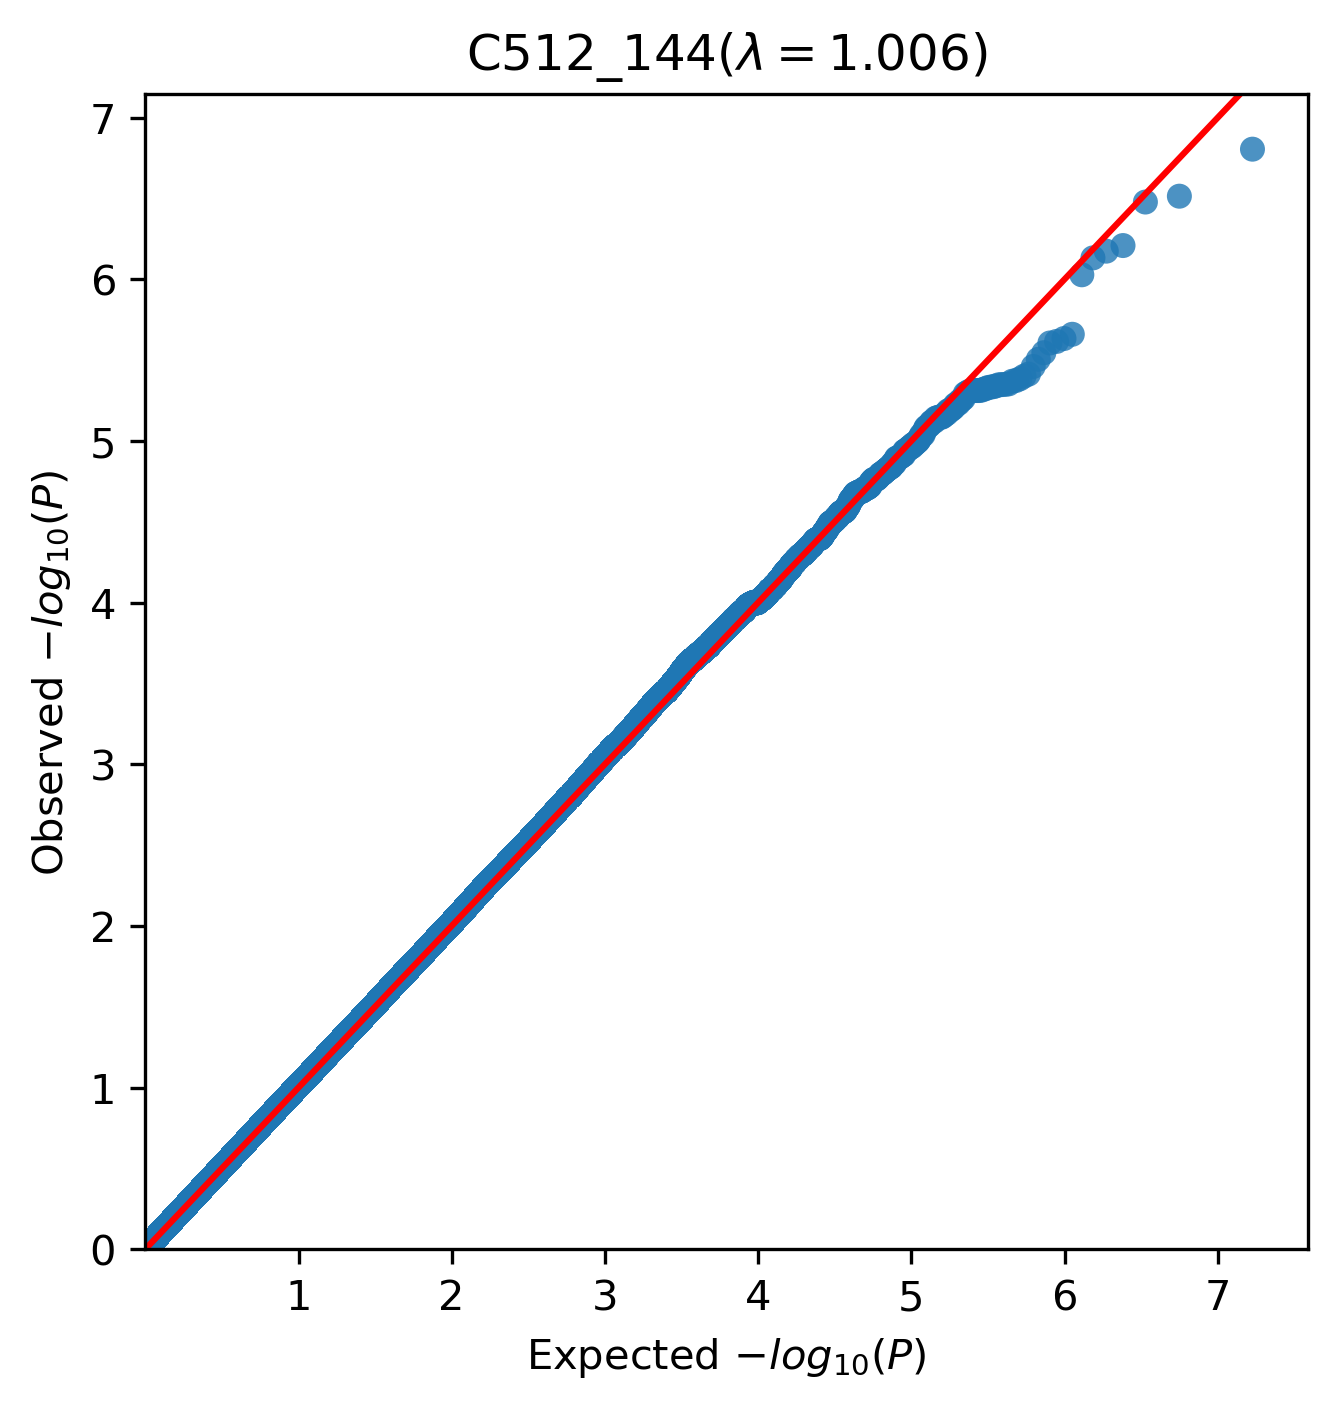 C512_144(λ = 1.006)
7
6
5
4
3
2
1
0
Observed −log₁₀(P)
1 2 3 4 5 6 7
Expected −log₁₀(P)